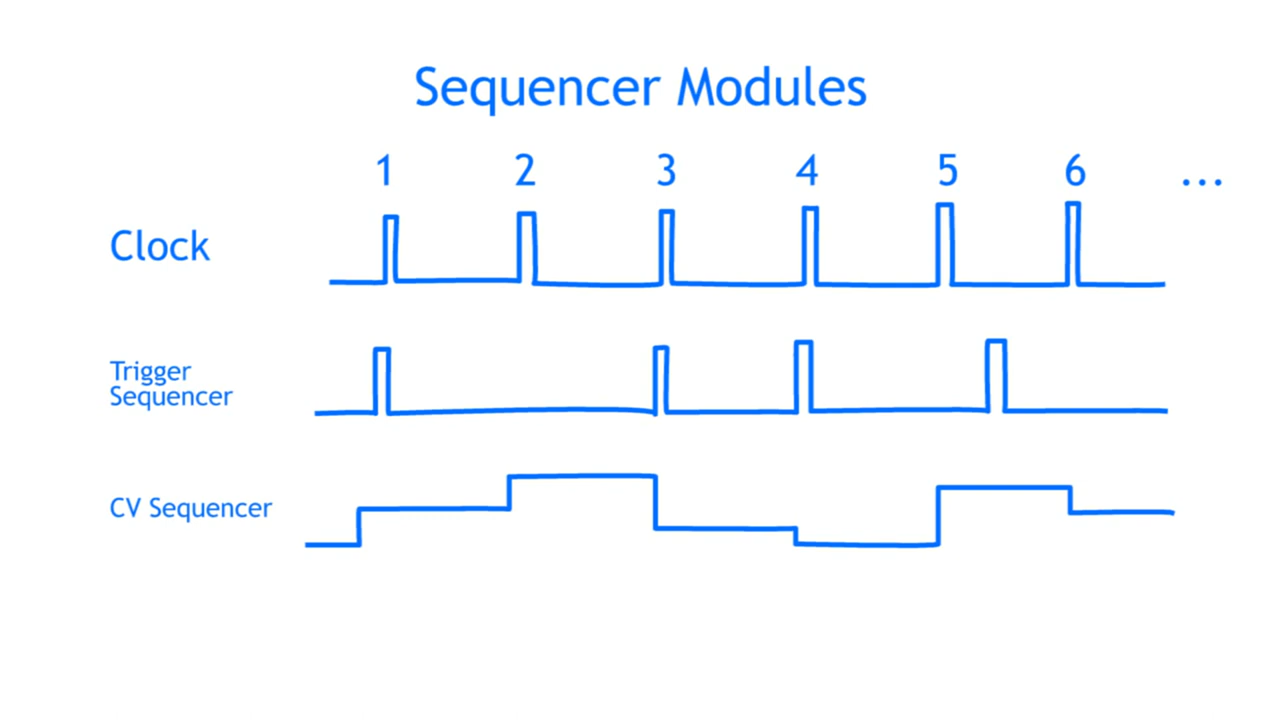 Sequencer Modules
1 2 3 4 5 6 ...
Clock
Trigger
Sequencer
CV Sequencer